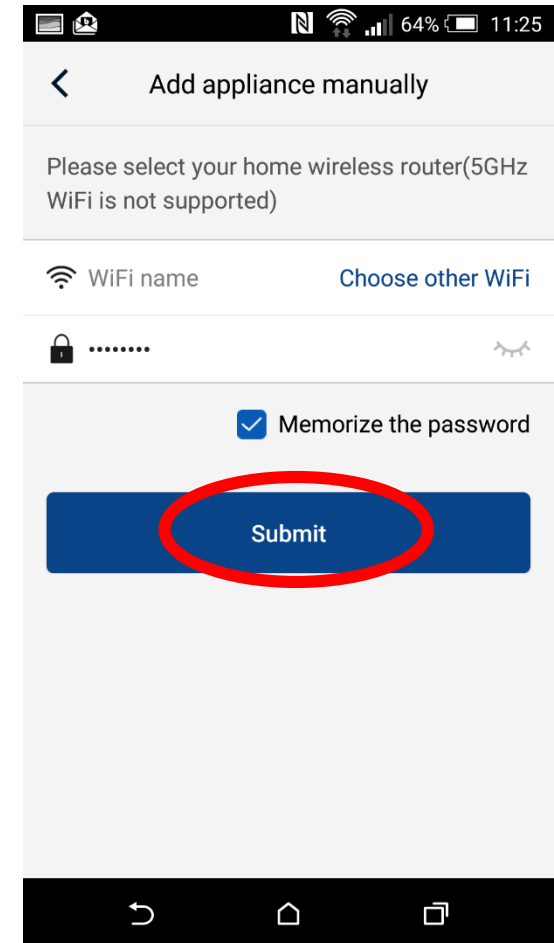 64% 11:25
Add appliance manually
Please select your home wireless router(5GHz
WiFi is not supported)
WiFi name Choose other WiFi
••••••••
Memorize the password
Submit